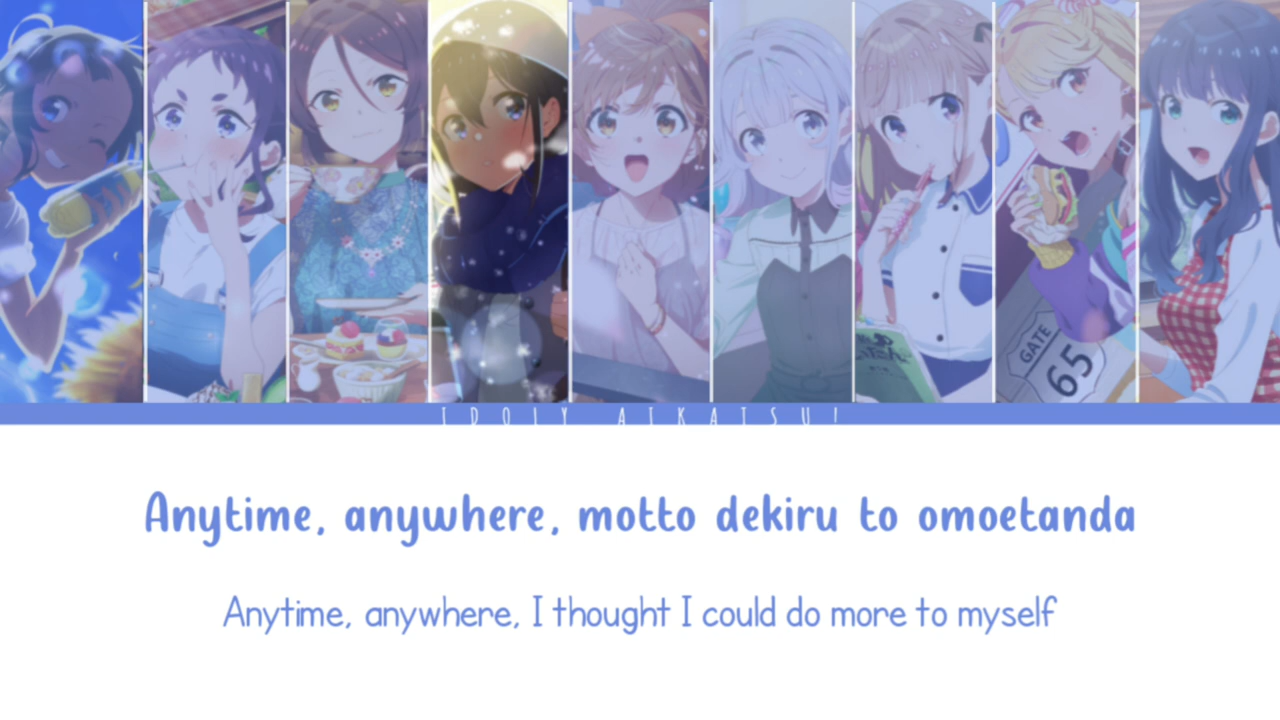 GATE
65
IDOLY AIKATSU!
Anytime, anywhere, motto dekiru to omoetanda
Anytime, anywhere, I thought I could do more to myself